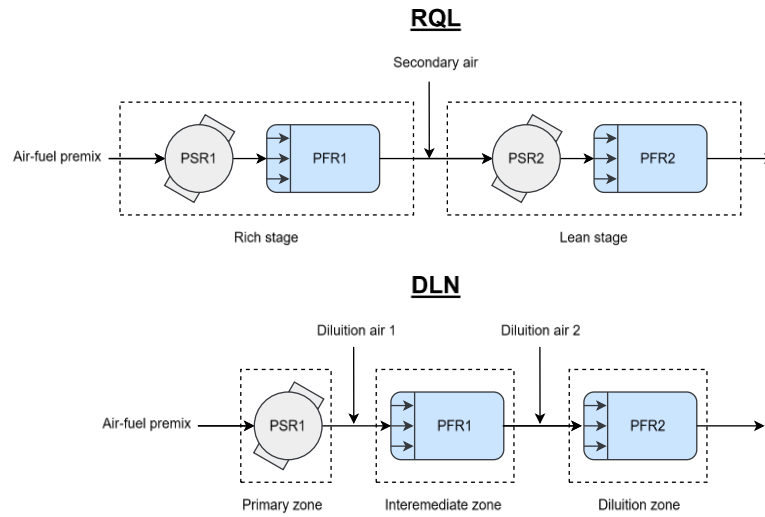 RQL
Secondary air
Air-fuel premix
PSR1
PFR1
PSR2
PFR2
Rich stage
Lean stage
DLN
Diluition air 1
Diluition air 2
Air-fuel premix
PSR1
PFR1
PFR2
Primary zone
Interemediate zone
Diluition zone